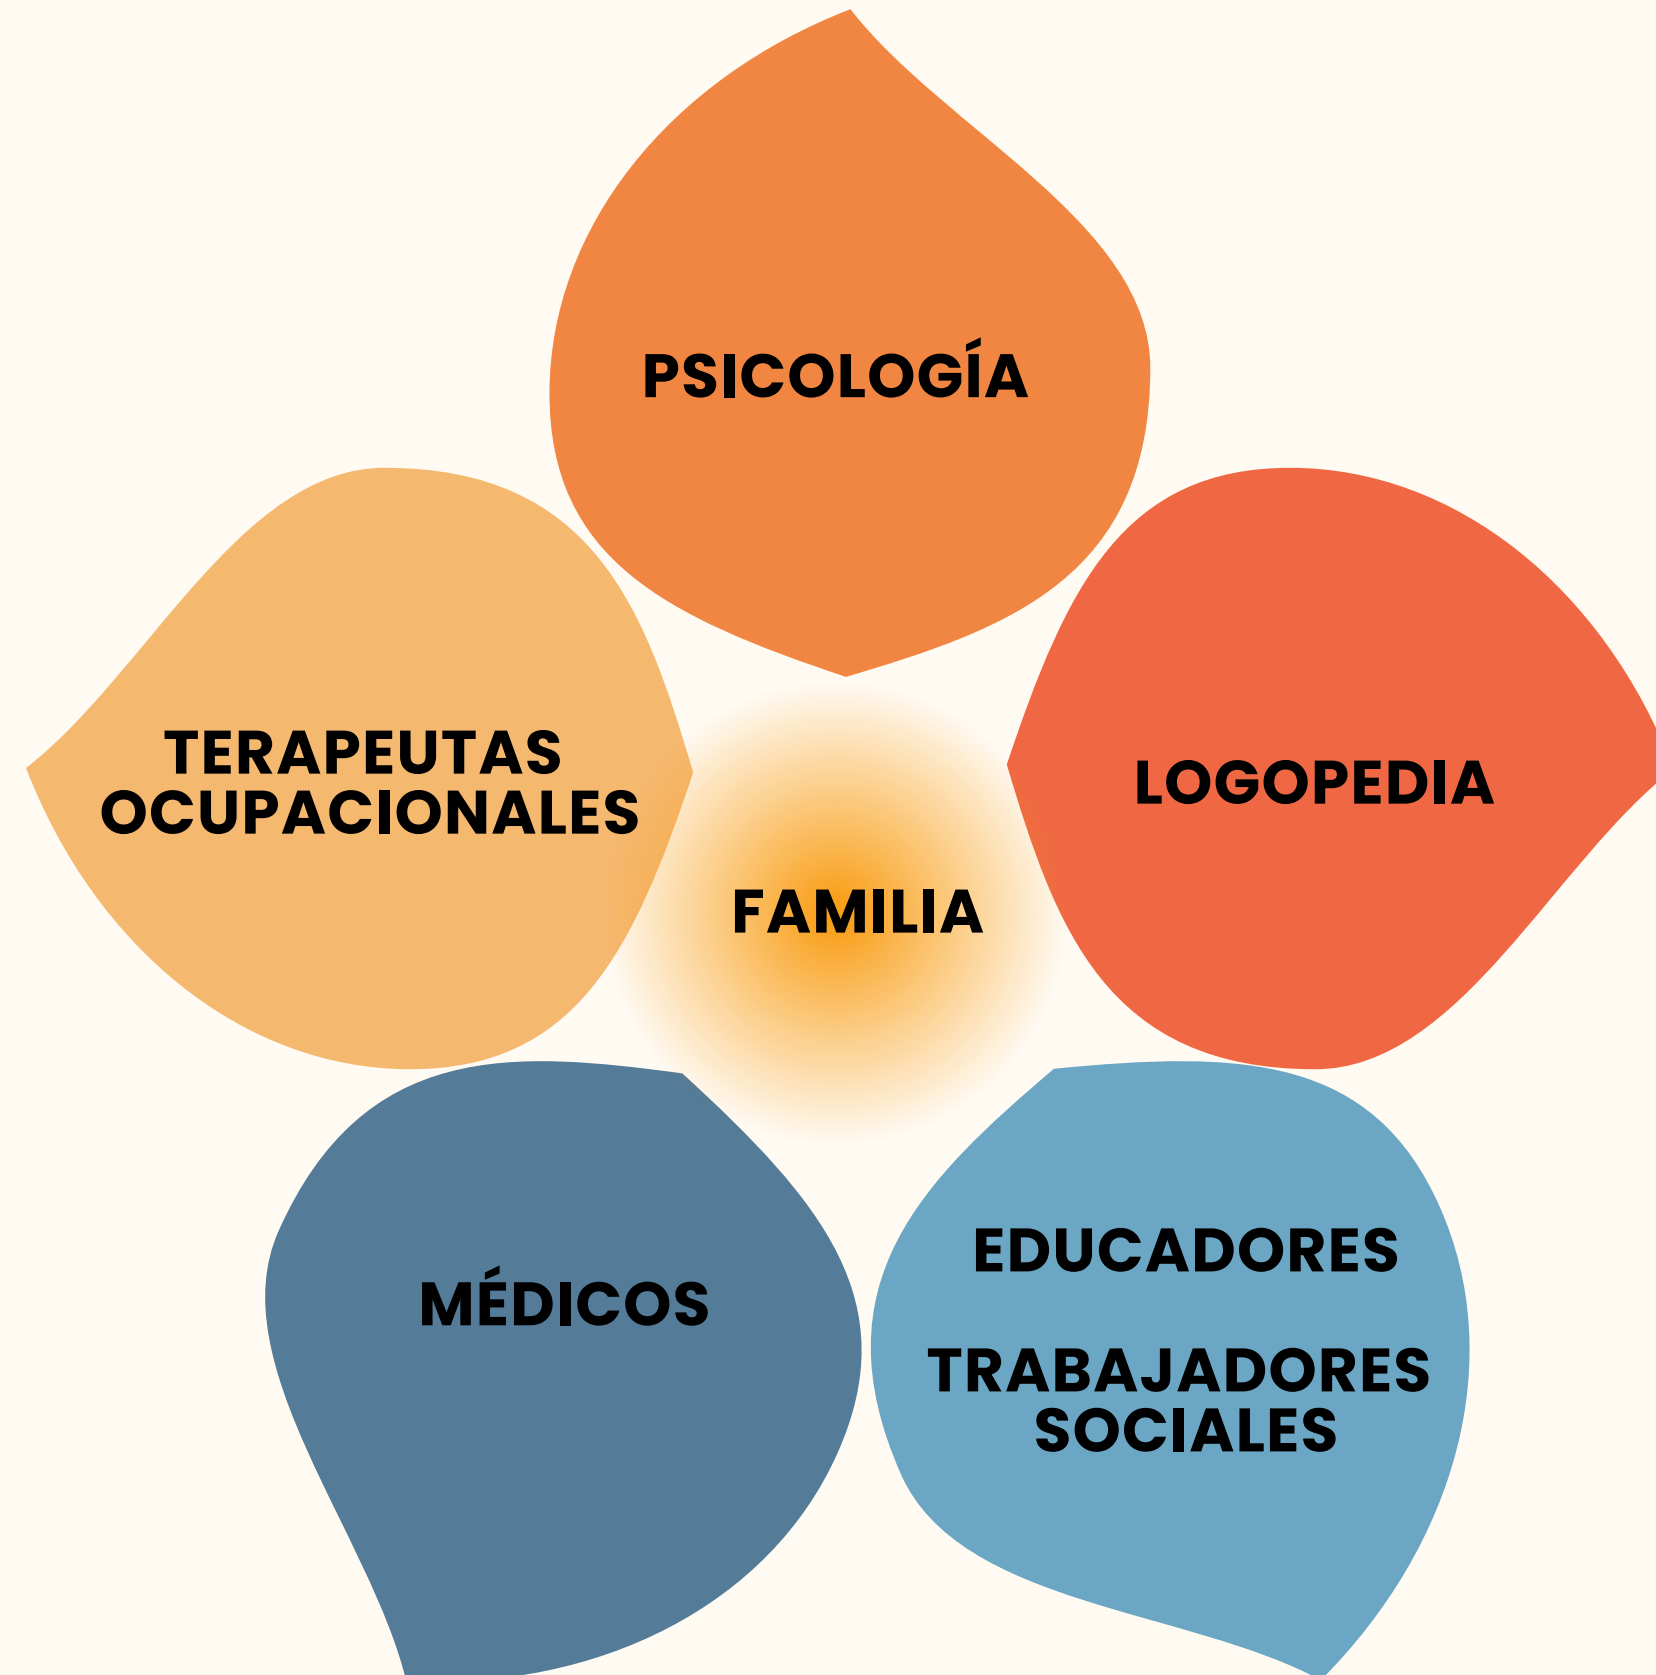 PSICOLOGÍA
TERAPEUTAS
OCUPACIONALES
LOGOPEDIA
FAMILIA
MÉDICOS
EDUCADORES
TRABAJADORES
SOCIALES